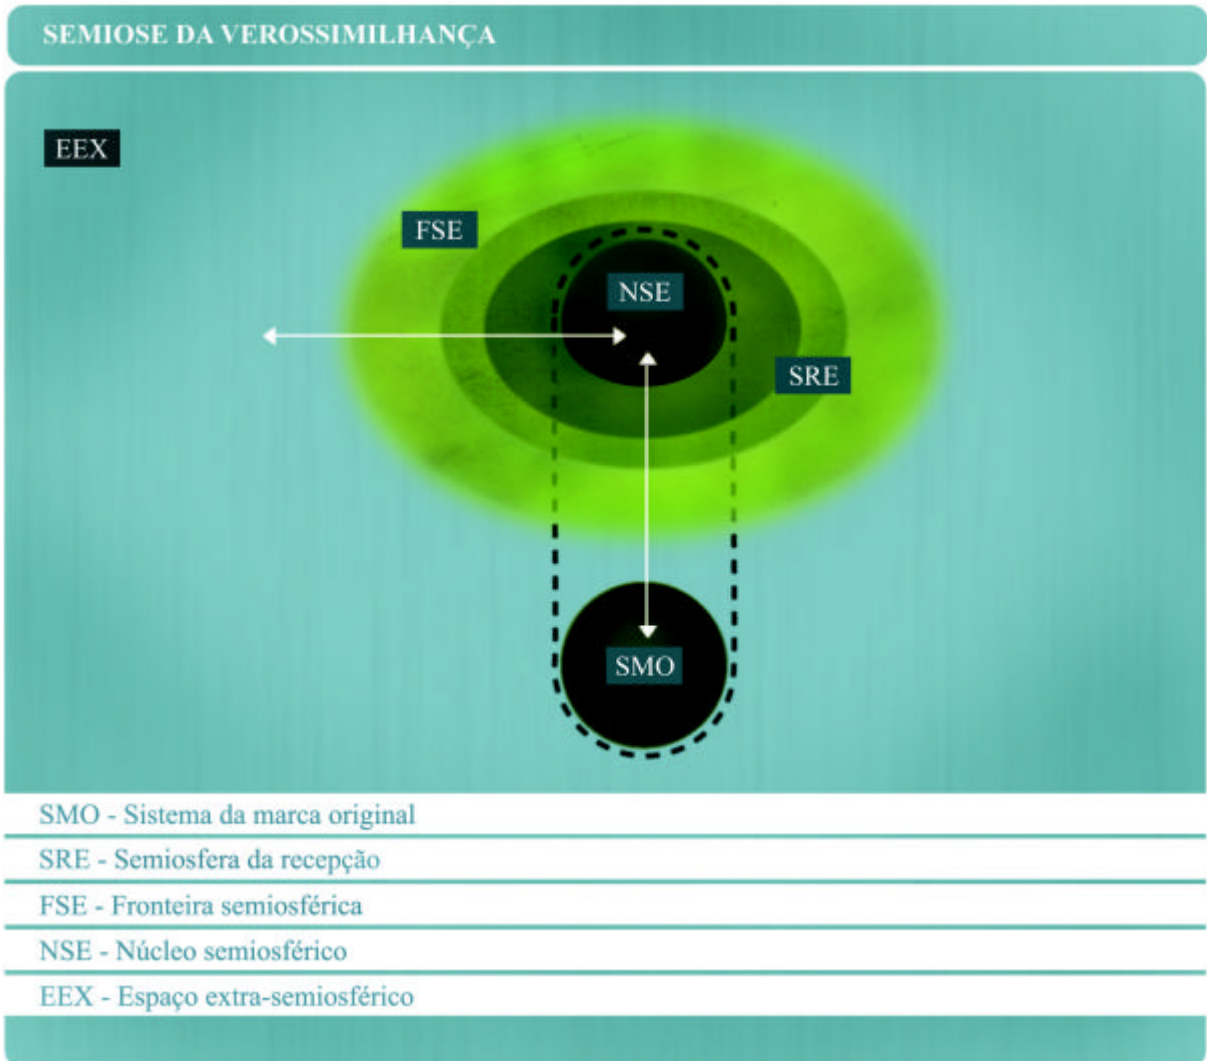 SEMIOSE DA VEROSSIMILHANÇA
EEX
FSE
NSE
SRE
SMO
SMO - Sistema da marca original
SRE - Semiosfera da recepção
FSE - Fronteira semiosférica
NSE - Núcleo semiosférico
EEX - Espaço extra-semiosférico